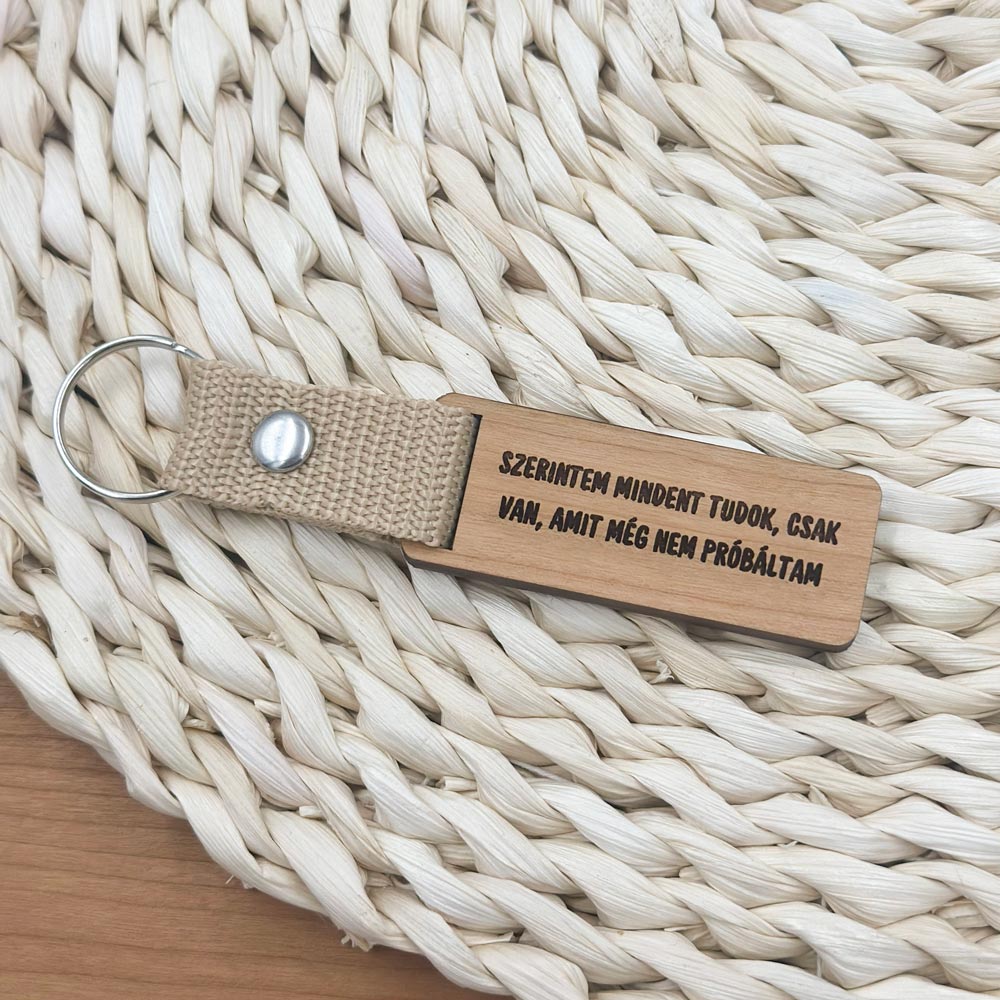 SZERINTEM MINDENT TUDOK, CSAK
VAN, AMIT MÉG NEM PRÓBÁLTAM